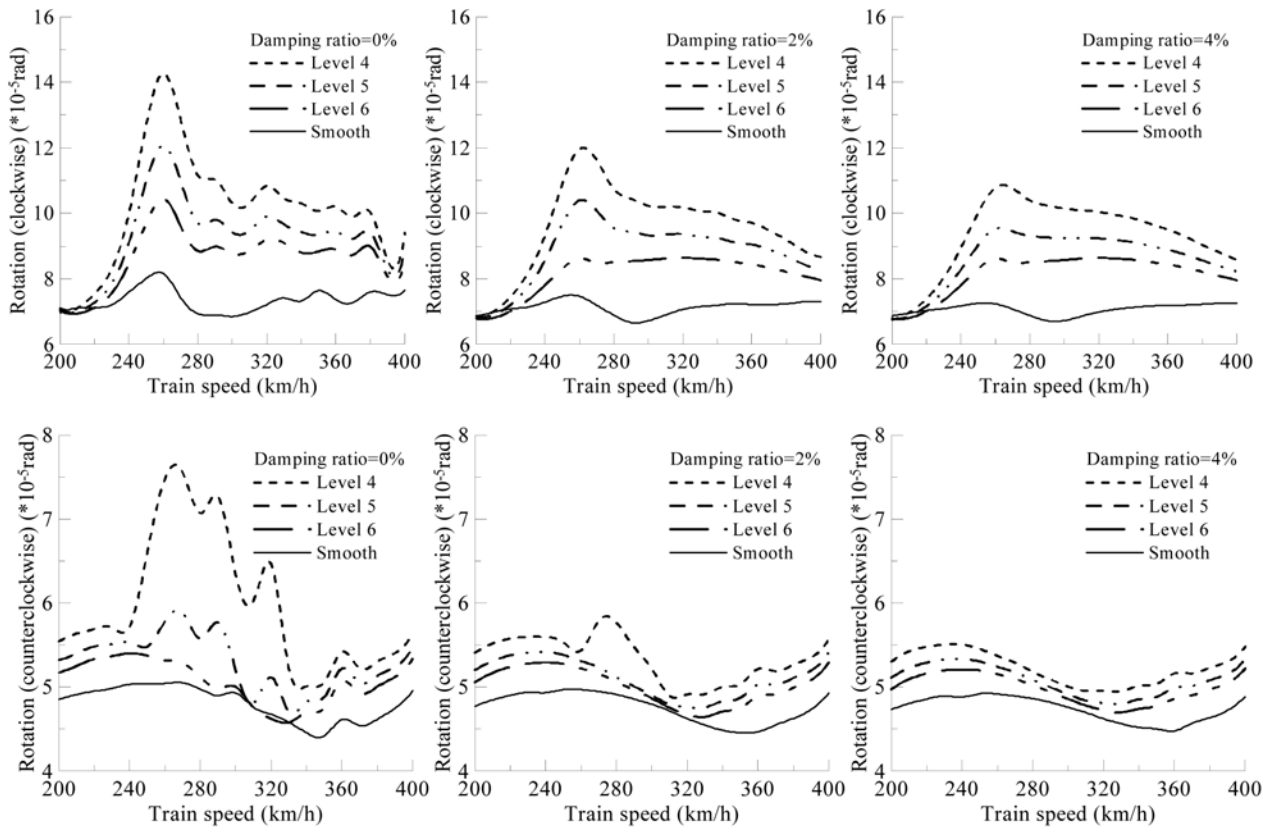 Rotation (clockwise) (*10⁻⁵rad)
16
14
12
10
8
6
Damping ratio=0%
Level 4
Level 5
Level 6
Smooth
200 240 280 320 360 400
Train speed (km/h)
Rotation (clockwise) (*10⁻⁵rad)
16
14
12
10
8
6
Damping ratio=2%
Level 4
Level 5
Level 6
Smooth
200 240 280 320 360 400
Train speed (km/h)
Rotation (clockwise) (*10⁻⁵rad)
16
14
12
10
8
6
Damping ratio=4%
Level 4
Level 5
Level 6
Smooth
200 240 280 320 360 400
Train speed (km/h)
Rotation (counterclockwise) (*10⁻⁵rad)
8
7
6
5
4
Damping ratio=0%
Level 4
Level 5
Level 6
Smooth
200 240 280 320 360 400
Train speed (km/h)
Rotation (counterclockwise) (*10⁻⁵rad)
8
7
6
5
4
Damping ratio=2%
Level 4
Level 5
Level 6
Smooth
200 240 280 320 360 400
Train speed (km/h)
Rotation (counterclockwise) (*10⁻⁵rad)
8
7
6
5
4
Damping ratio=4%
Level 4
Level 5
Level 6
Smooth
200 240 280 320 360 400
Train speed (km/h)